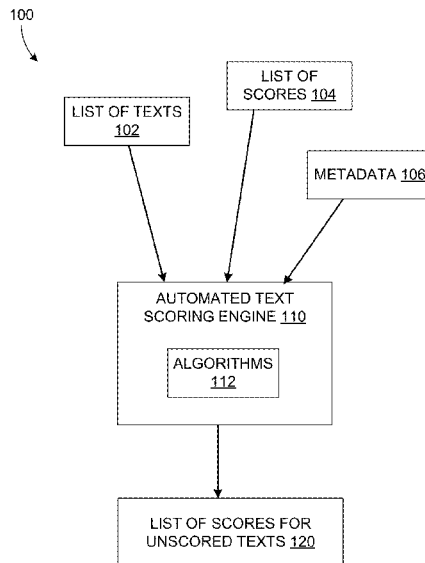 100
LIST OF
SCORES 104
LIST OF TEXTS
102
METADATA 106
AUTOMATED TEXT
SCORING ENGINE 110
ALGORITHMS
112
LIST OF SCORES FOR
UNSCORED TEXTS 120